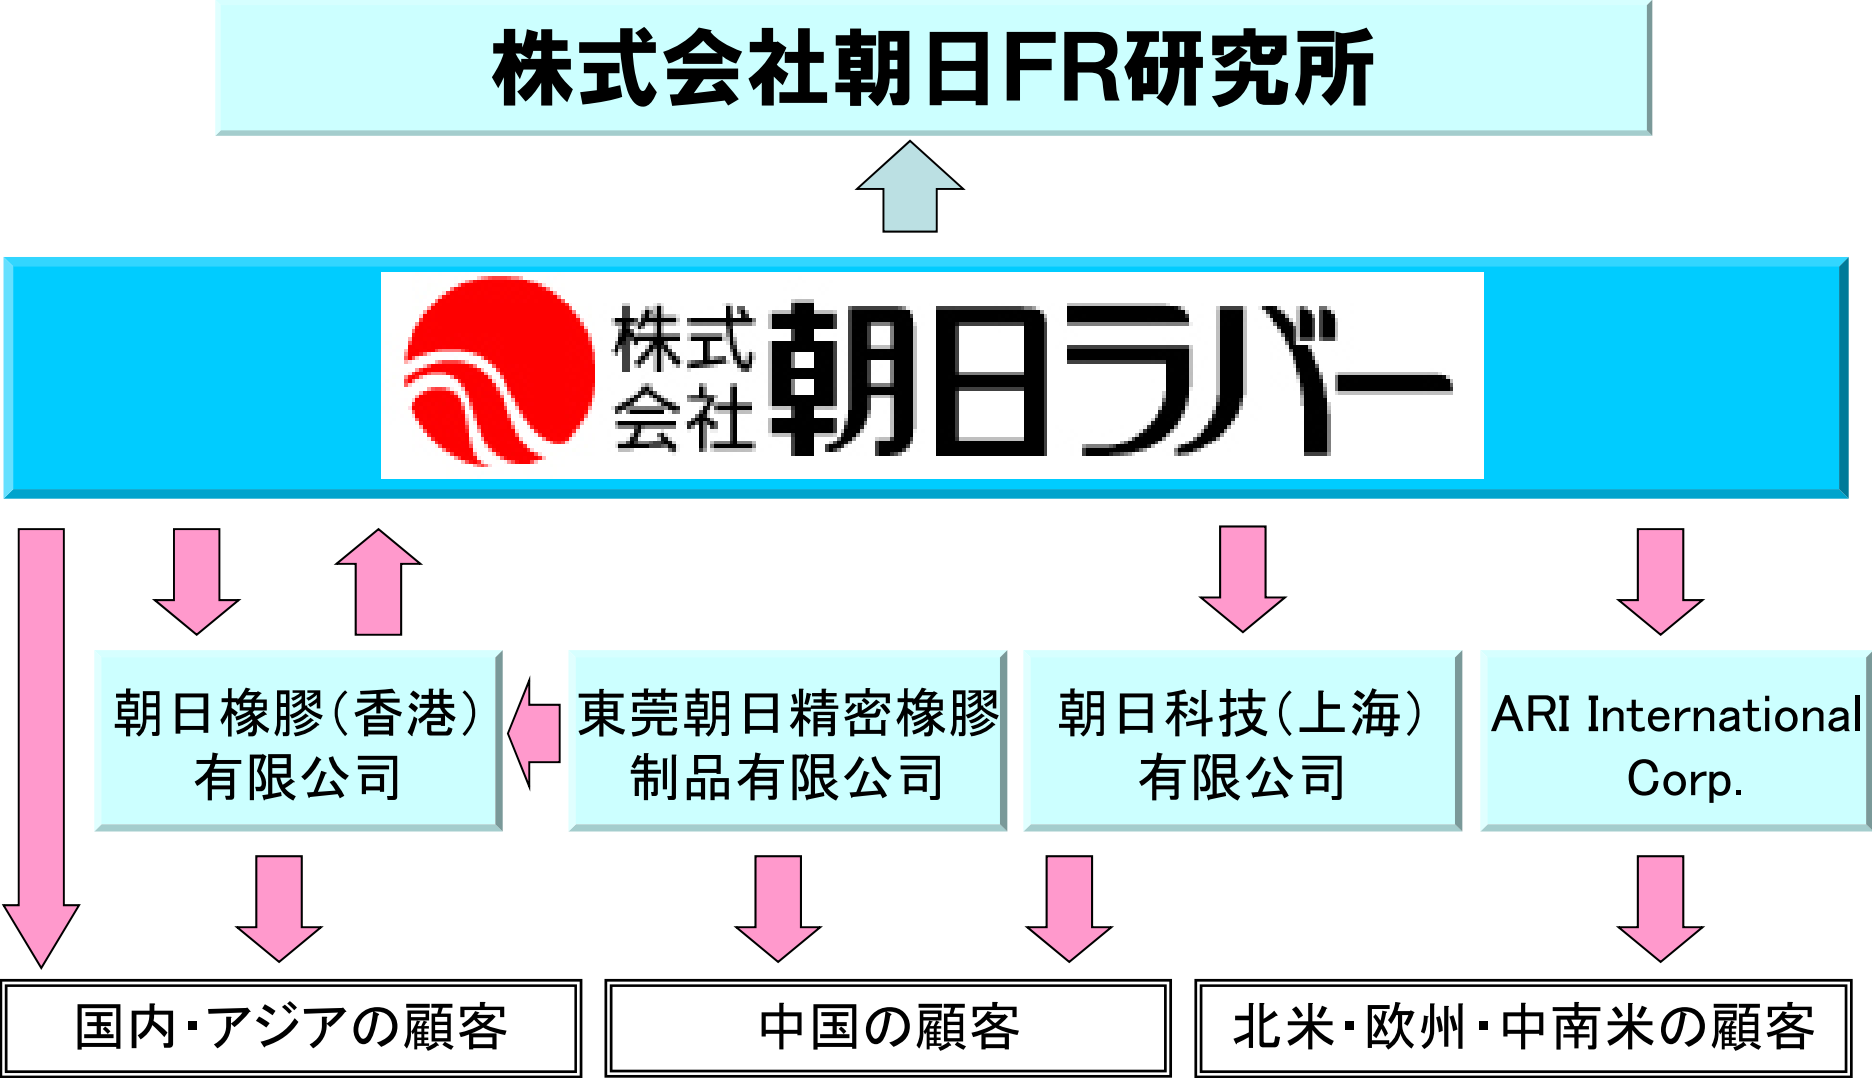 株式会社朝日FR研究所
株式
会社
朝日ラバー
朝日橡膠(香港)
有限公司
東莞朝日精密橡膠
制品有限公司
朝日科技(上海)
有限公司
ARI International
Corp.
国内・アジアの顧客
中国の顧客
北米・欧州・中南米の顧客